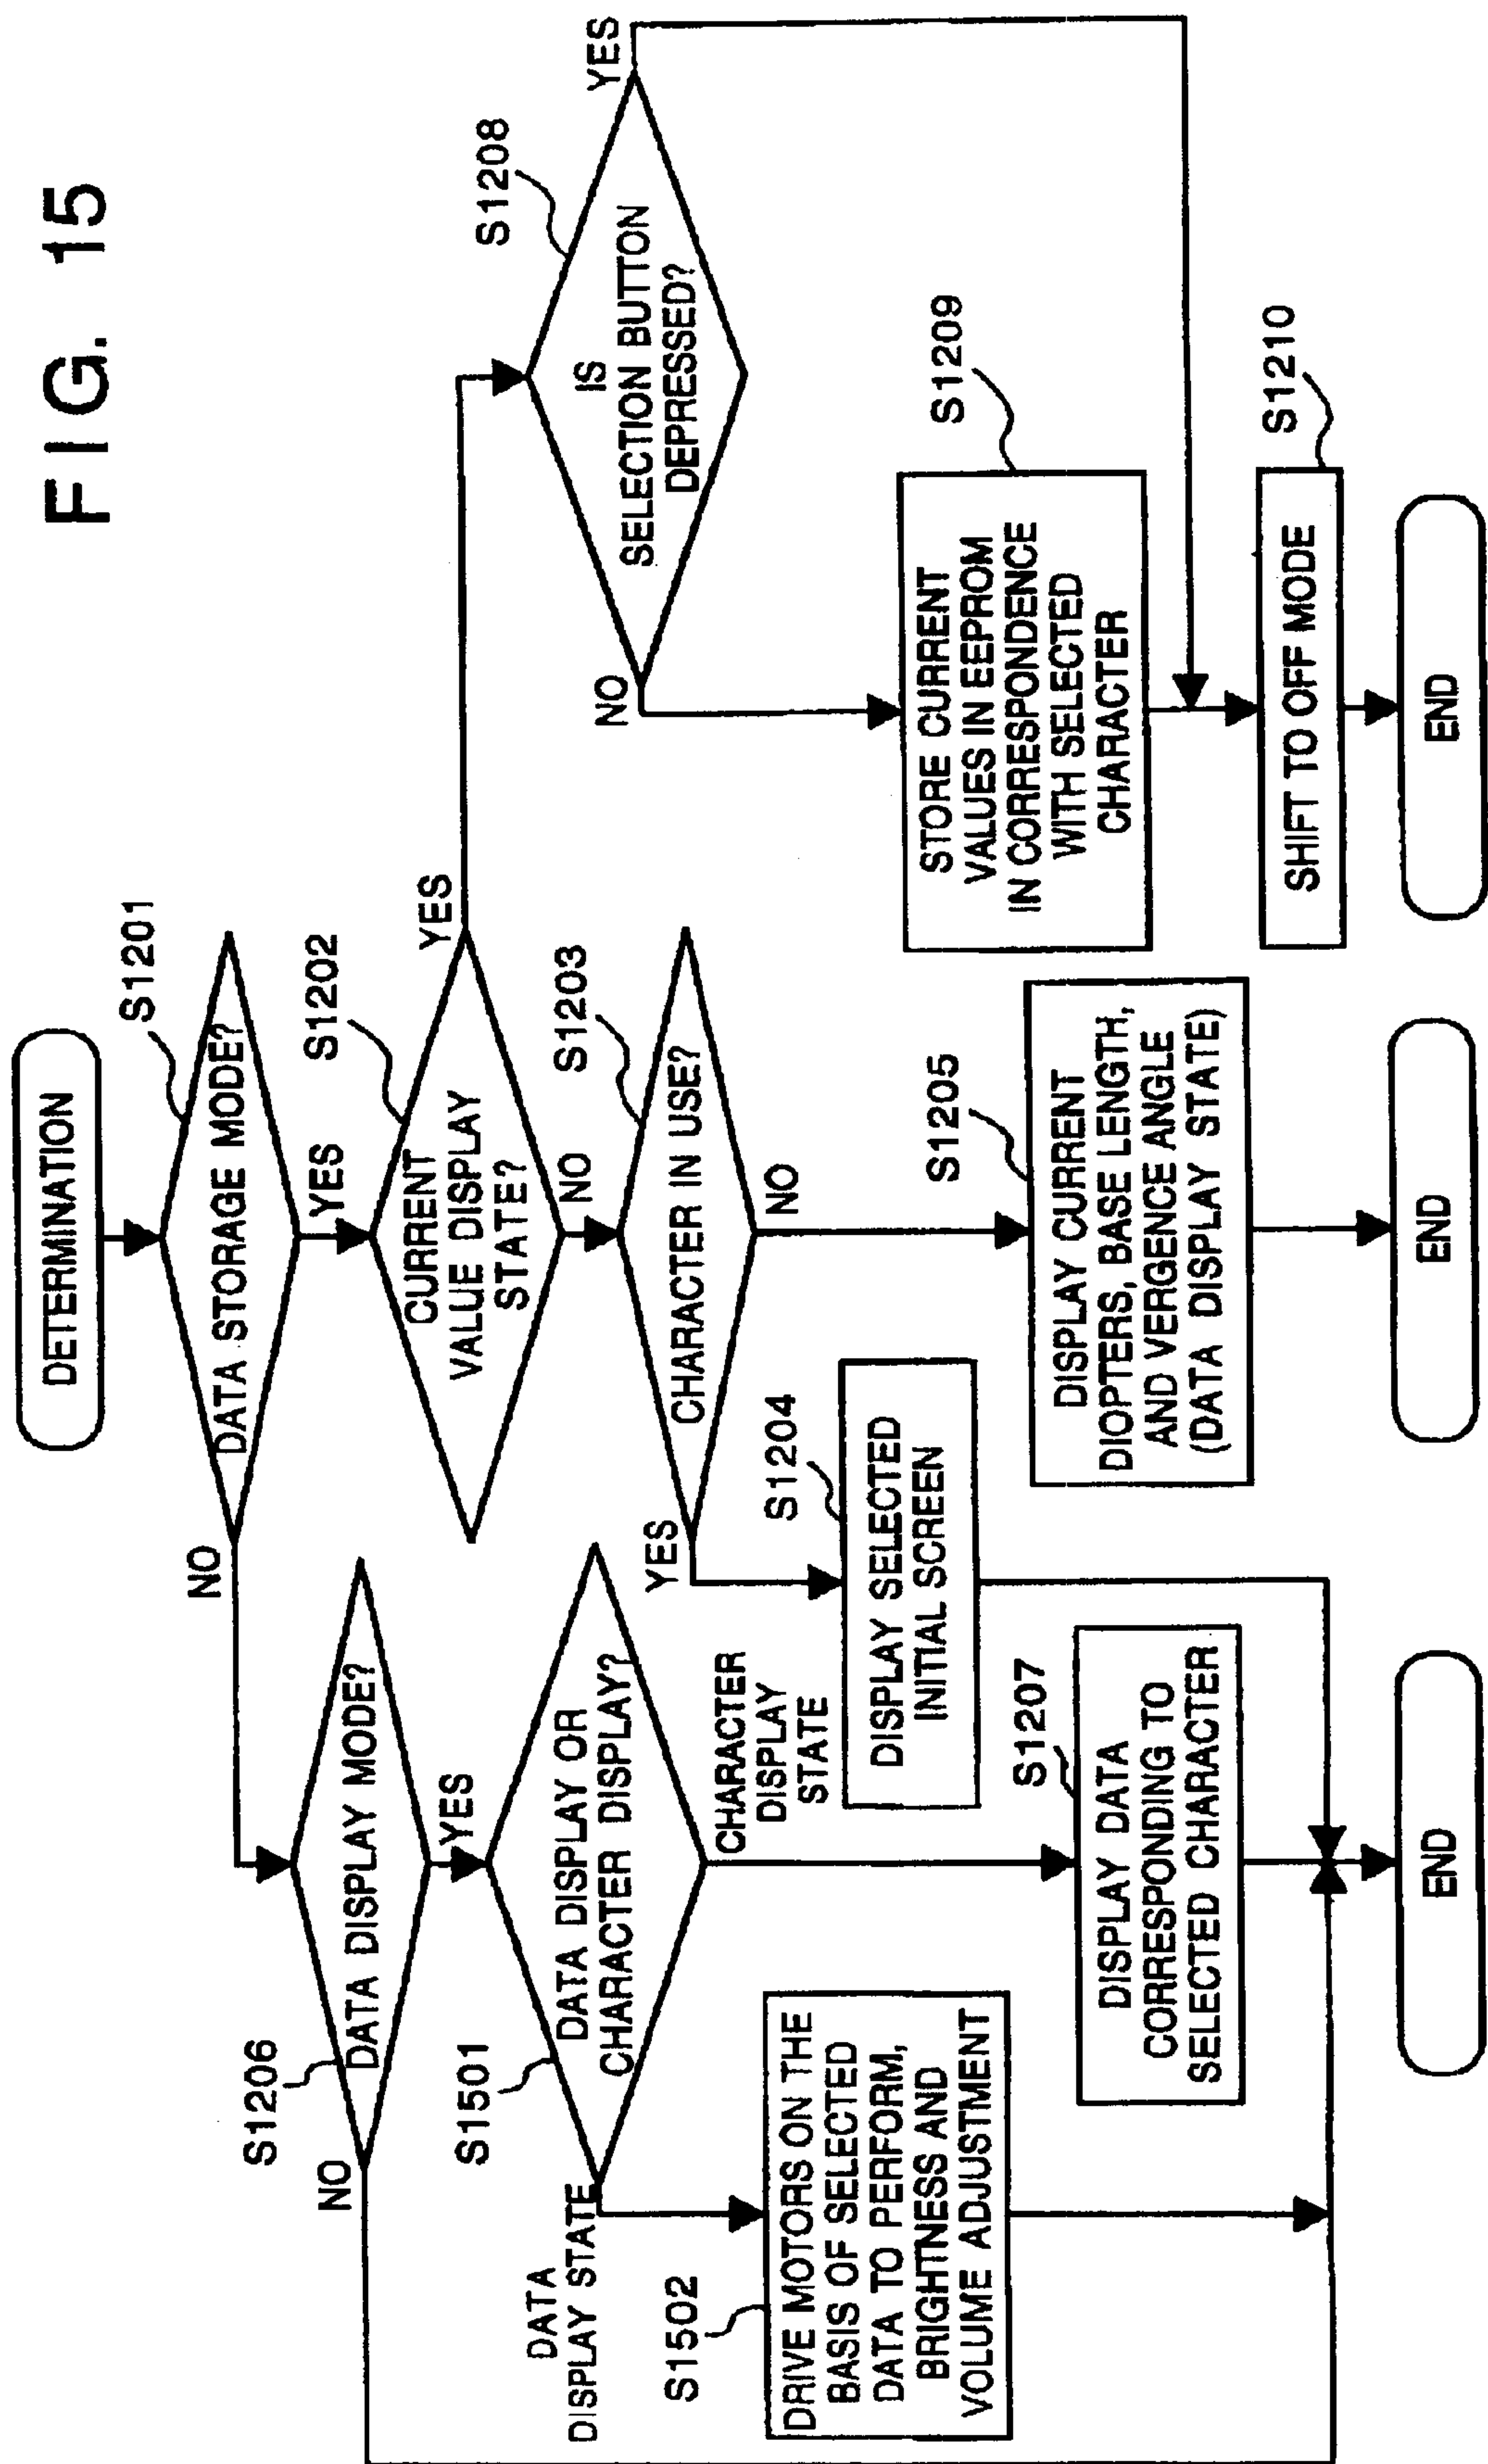 FIG. 15
DETERMINATION
S1201
DATA STORAGE MODE?
NO
YES
S1202
CURRENT
VALUE DISPLAY
STATE?
YES
NO
S1203
CHARACTER IN USE?
YES
NO
S1204
DISPLAY SELECTED
INITIAL SCREEN
S1205
DISPLAY CURRENT
DIOPTERS, BASE LENGTH,
AND VERGENCE ANGLE
(DATA DISPLAY STATE)
END
S1206
DATA DISPLAY MODE?
NO
YES
S1501
DATA DISPLAY OR
CHARACTER DISPLAY?
DATA
DISPLAY STATE
CHARACTER
DISPLAY
STATE
S1502
DRIVE MOTORS ON THE
BASIS OF SELECTED
DATA TO PERFORM,
BRIGHTNESS AND
VOLUME ADJUSTMENT
S1207
DISPLAY DATA
CORRESPONDING TO
SELECTED CHARACTER
END
S1208
IS
SELECTION BUTTON
DEPRESSED?
YES
NO
S1209
STORE CURRENT
VALUES IN EEPROM
IN CORRESPONDENCE
WITH SELECTED
CHARACTER
S1210
SHIFT TO OFF MODE
END